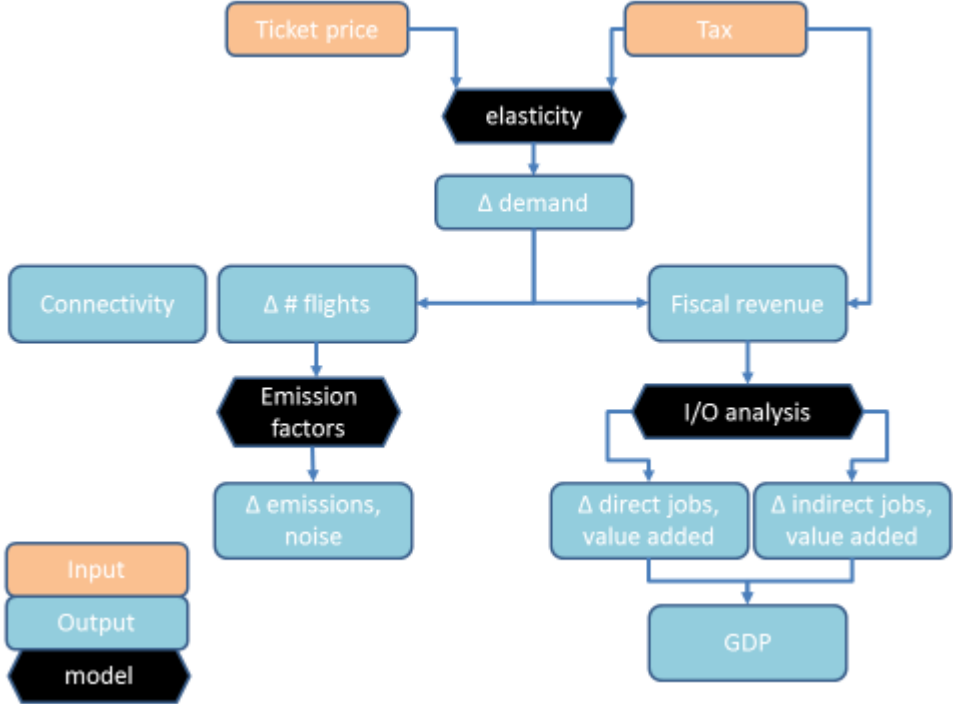 Ticket price
Tax
elasticity
Δ demand
Connectivity
Δ # flights
Fiscal revenue
Emission
factors
I/O analysis
Δ emissions,
noise
Δ direct jobs,
value added
Δ indirect jobs,
value added
Input
Output
model
GDP